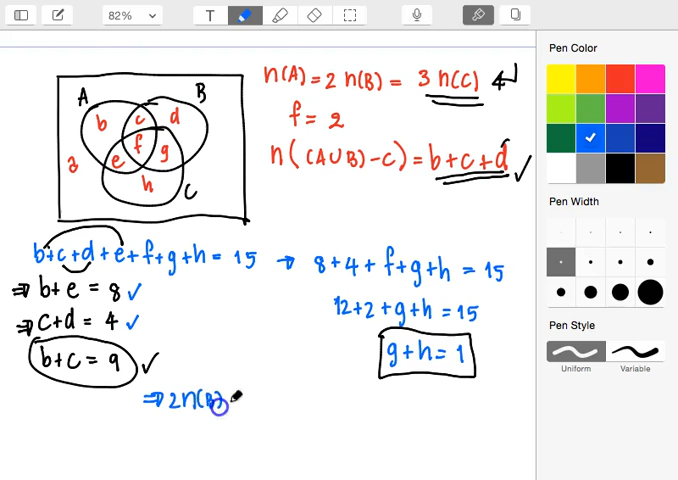 82%
T
n(A) = 2 n(B) = 3 n(C)
f = 2
n((A∪B)-C) = b+c+d
A
B
C
b
c
d
f
e
g
h
a
b+c+d+e+f+g+h = 15 → 8+4+f+g+h = 15
⇒ b+e = 8 ✓
12+2+g+h = 15
⇒ c+d = 4 ✓
g+h = 1
b+c = 9 ✓
⇒ 2n(B)
Pen Color
Pen Width
Pen Style
Uniform
Variable